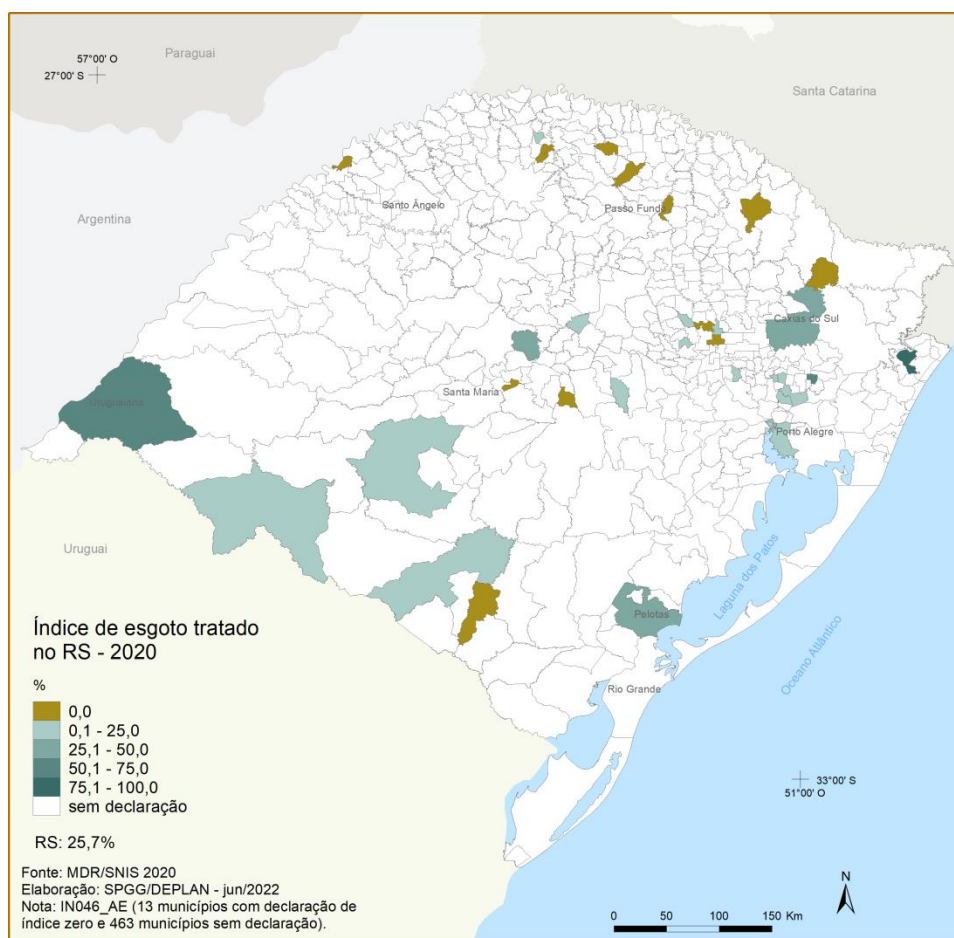 Paraguai
57°00' O
27°00' S
Santa Catarina
Argentina
Santo Ângelo
Passo Fundo
Caxias do Sul
Santa Maria
Uruguaiana
Porto Alegre
Uruguai
Laguna dos Patos
Pelotas
Oceano Atlântico
Rio Grande
33°00' S
51°00' O
Índice de esgoto tratado
no RS - 2020
%
0,0
0,1 - 25,0
25,1 - 50,0
50,1 - 75,0
75,1 - 100,0
sem declaração
RS: 25,7%
Fonte: MDR/SNIS 2020
Elaboração: SPGG/DEPLAN - jun/2022
Nota: IN046_AE (13 municípios com declaração de
índice zero e 463 municípios sem declaração).
N
0 50 100 150 Km